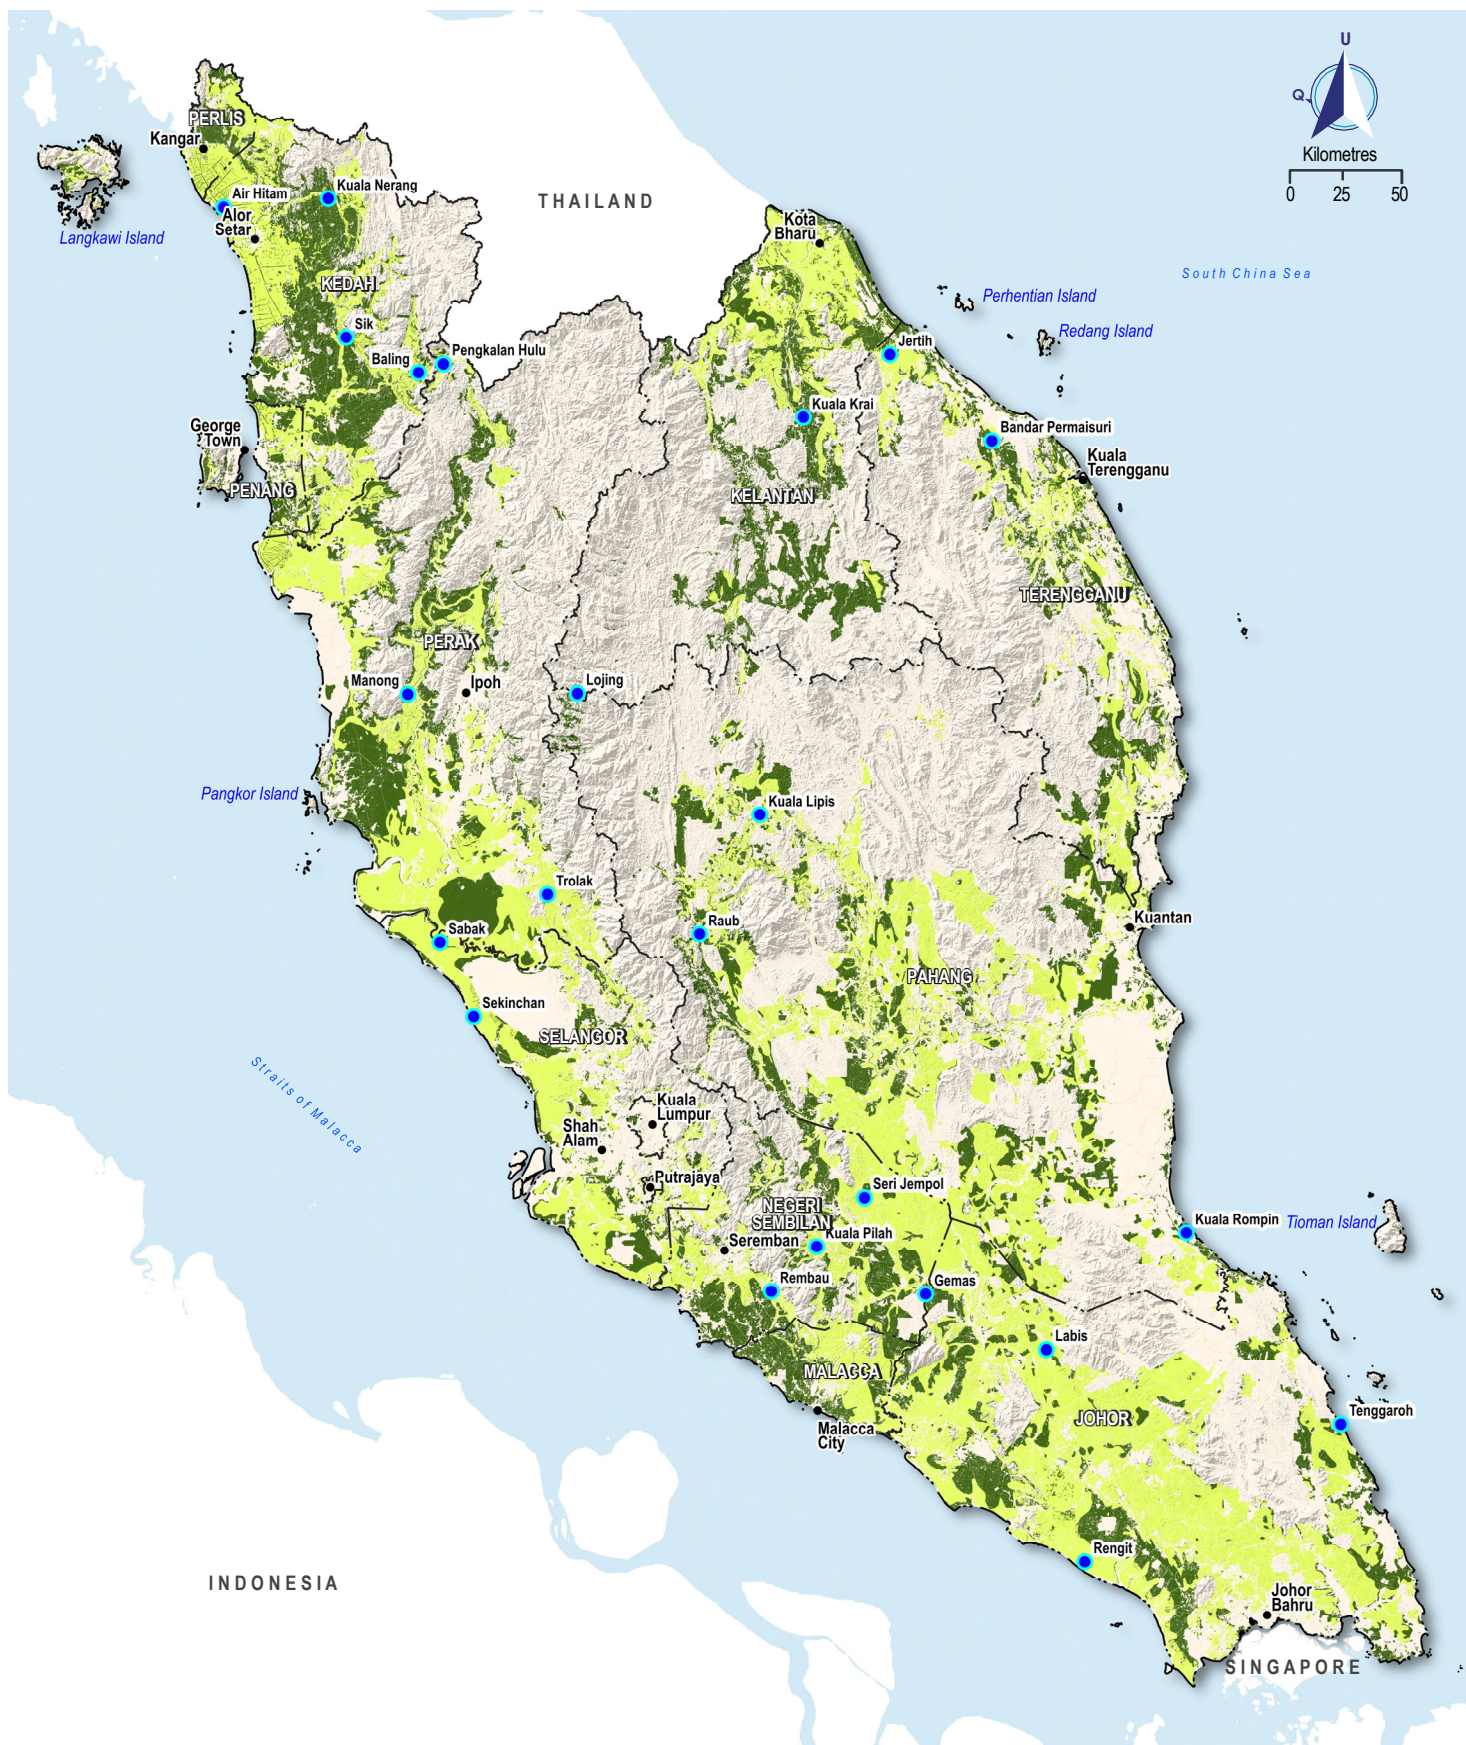 U
Q
Kilometres
0 25 50
PERLIS
Kangar
Air Hitam
Kuala Nerang
Alor
Setar
Langkawi Island
THAILAND
Kota
Bharu
South China Sea
KEDAH
Perhentian Island
Redang Island
Sik
Baling
Pengkalan Hulu
Jertih
Kuala Krai
George
Town
Bandar Permaisuri
Kuala
Terengganu
PENANG
KELANTAN
TERENGGANU
PERAK
Manong
Ipoh
Lojing
Pangkor Island
Kuala Lipis
Trolak
Sabak
Raub
Kuantan
PAHANG
Sekinchan
SELANGOR
Straits of Malacca
Kuala
Lumpur
Shah
Alam
Putrajaya
Seri Jempol
NEGERI
SEMBILAN
Kuala Rompin
Tioman Island
Kuala Pilah
Seremban
Rembau
Gemas
Labis
MALACCA
JOHOR
Tenggaroh
Malacca
City
Rengit
INDONESIA
Johor
Bahru
SINGAPORE